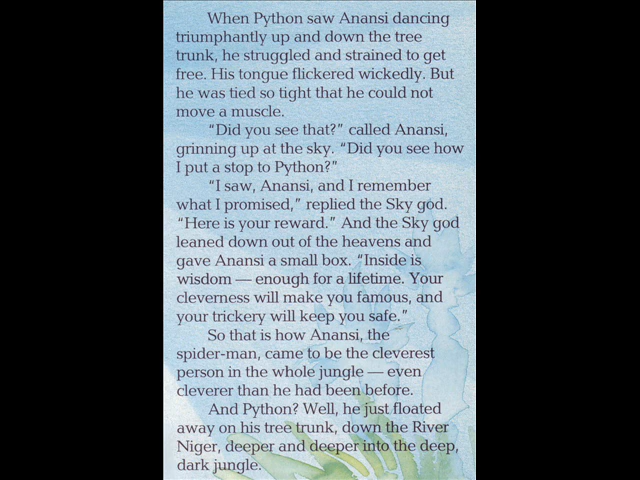 When Python saw Anansi dancing
triumphantly up and down the tree
trunk, he struggled and strained to get
free. His tongue flickered wickedly. But
he was tied so tight that he could not
move a muscle.
“Did you see that?” called Anansi,
grinning up at the sky. “Did you see how
I put a stop to Python?”
“I saw, Anansi, and I remember
what I promised,” replied the Sky god.
“Here is your reward.” And the Sky god
leaned down out of the heavens and
gave Anansi a small box. “Inside is
wisdom — enough for a lifetime. Your
cleverness will make you famous, and
your trickery will keep you safe.”
So that is how Anansi, the
spider-man, came to be the cleverest
person in the whole jungle — even
cleverer than he had been before.
And Python? Well, he just floated
away on his tree trunk, down the River
Niger, deeper and deeper into the deep,
dark jungle.